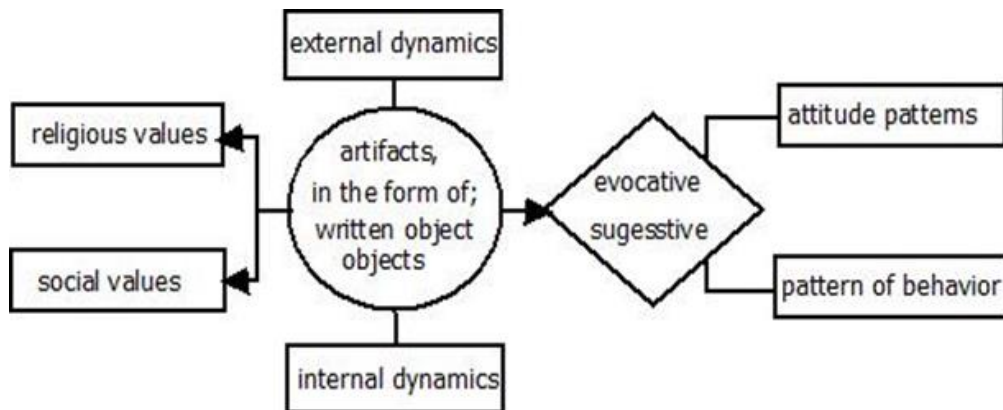 external dynamics
religious values
social values
artifacts,
in the form of;
written object
objects
internal dynamics
evocative
sugesstive
attitude patterns
pattern of behavior